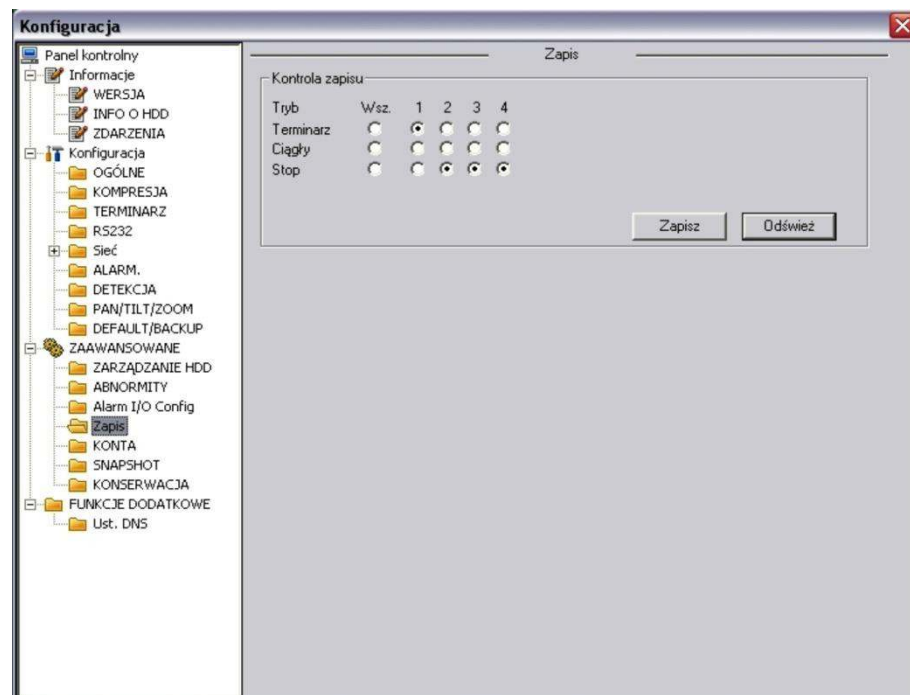 Konfiguracja
Panel kontrolny
Informacje
WERSJA
INFO O HDD
ZDARZENIA
Konfiguracja
OGÓLNE
KOMPRESJA
TERMINARZ
RS232
Sieć
ALARM.
DETEKCJA
PAN/TILT/ZOOM
DEFAULT/BACKUP
ZAAWANSOWANE
ZARZĄDZANIE HDD
ABNORMITY
Alarm I/O Config
Zapis
KONTA
SNAPSHOT
KONSERWACJA
FUNKCJE DODATKOWE
Ust. DNS
Zapis
Kontrola zapisu
Tryb Wsz. 1 2 3 4
Terminarz
Ciągły
Stop
Zapisz Odśwież